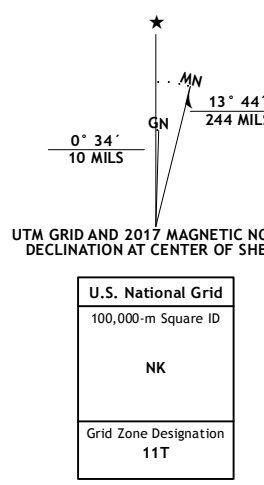 ★
MN
GN
13° 44´
244 MILS
0° 34´
10 MILS
UTM GRID AND 2017 MAGNETIC NO
DECLINATION AT CENTER OF SHE
U.S. National Grid
100,000-m Square ID
NK
Grid Zone Designation
11T